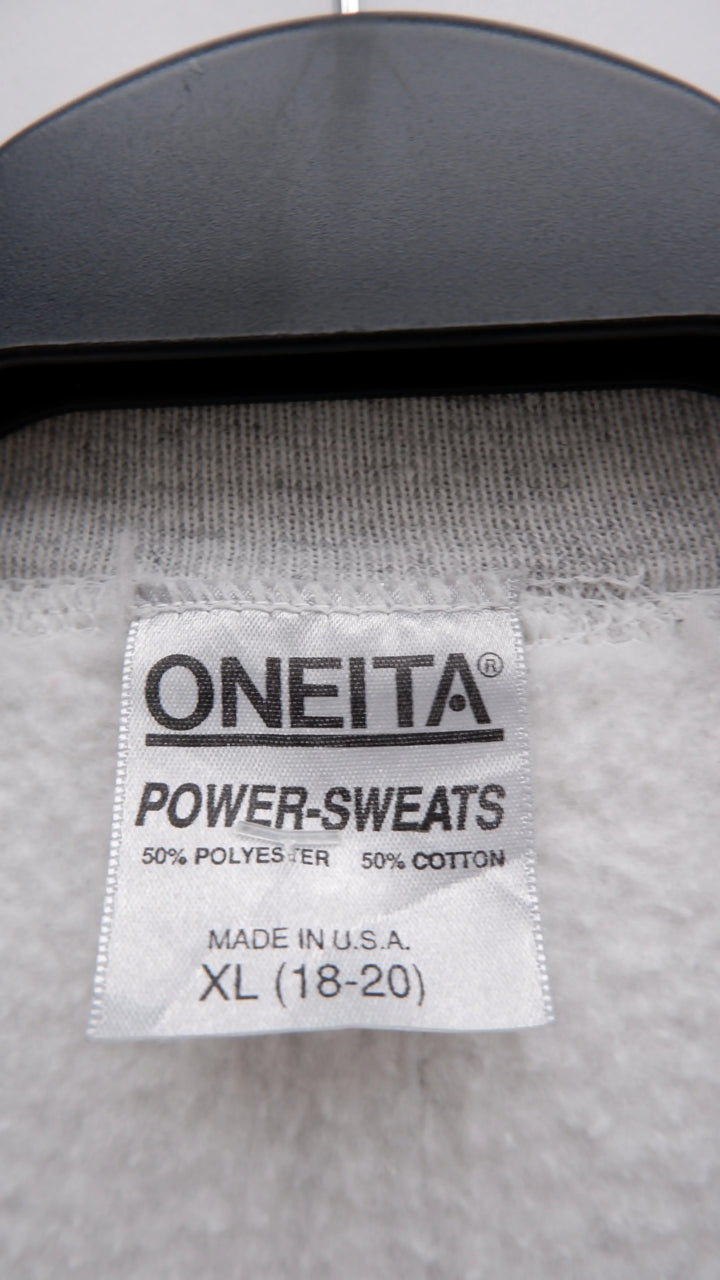 ONEITA®
POWER-SWEATS
50% POLYESTER 50% COTTON
MADE IN U.S.A.
XL (18-20)